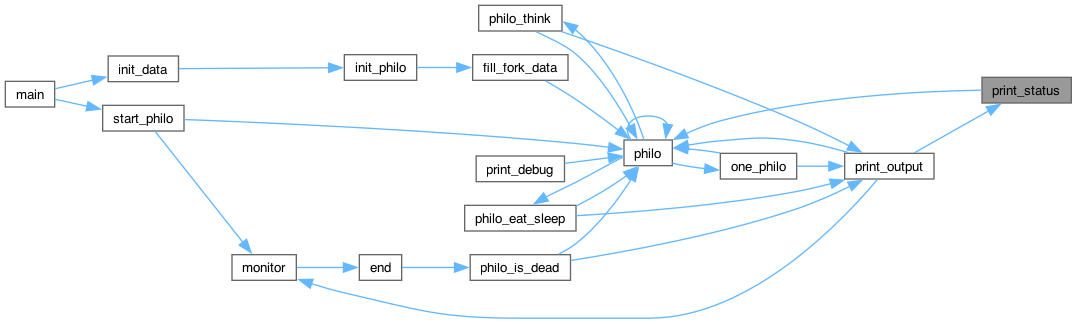 philo_think
main
init_data
init_philo
fill_fork_data
print_status
start_philo
philo
print_debug
one_philo
print_output
philo_eat_sleep
monitor
end
philo_is_dead